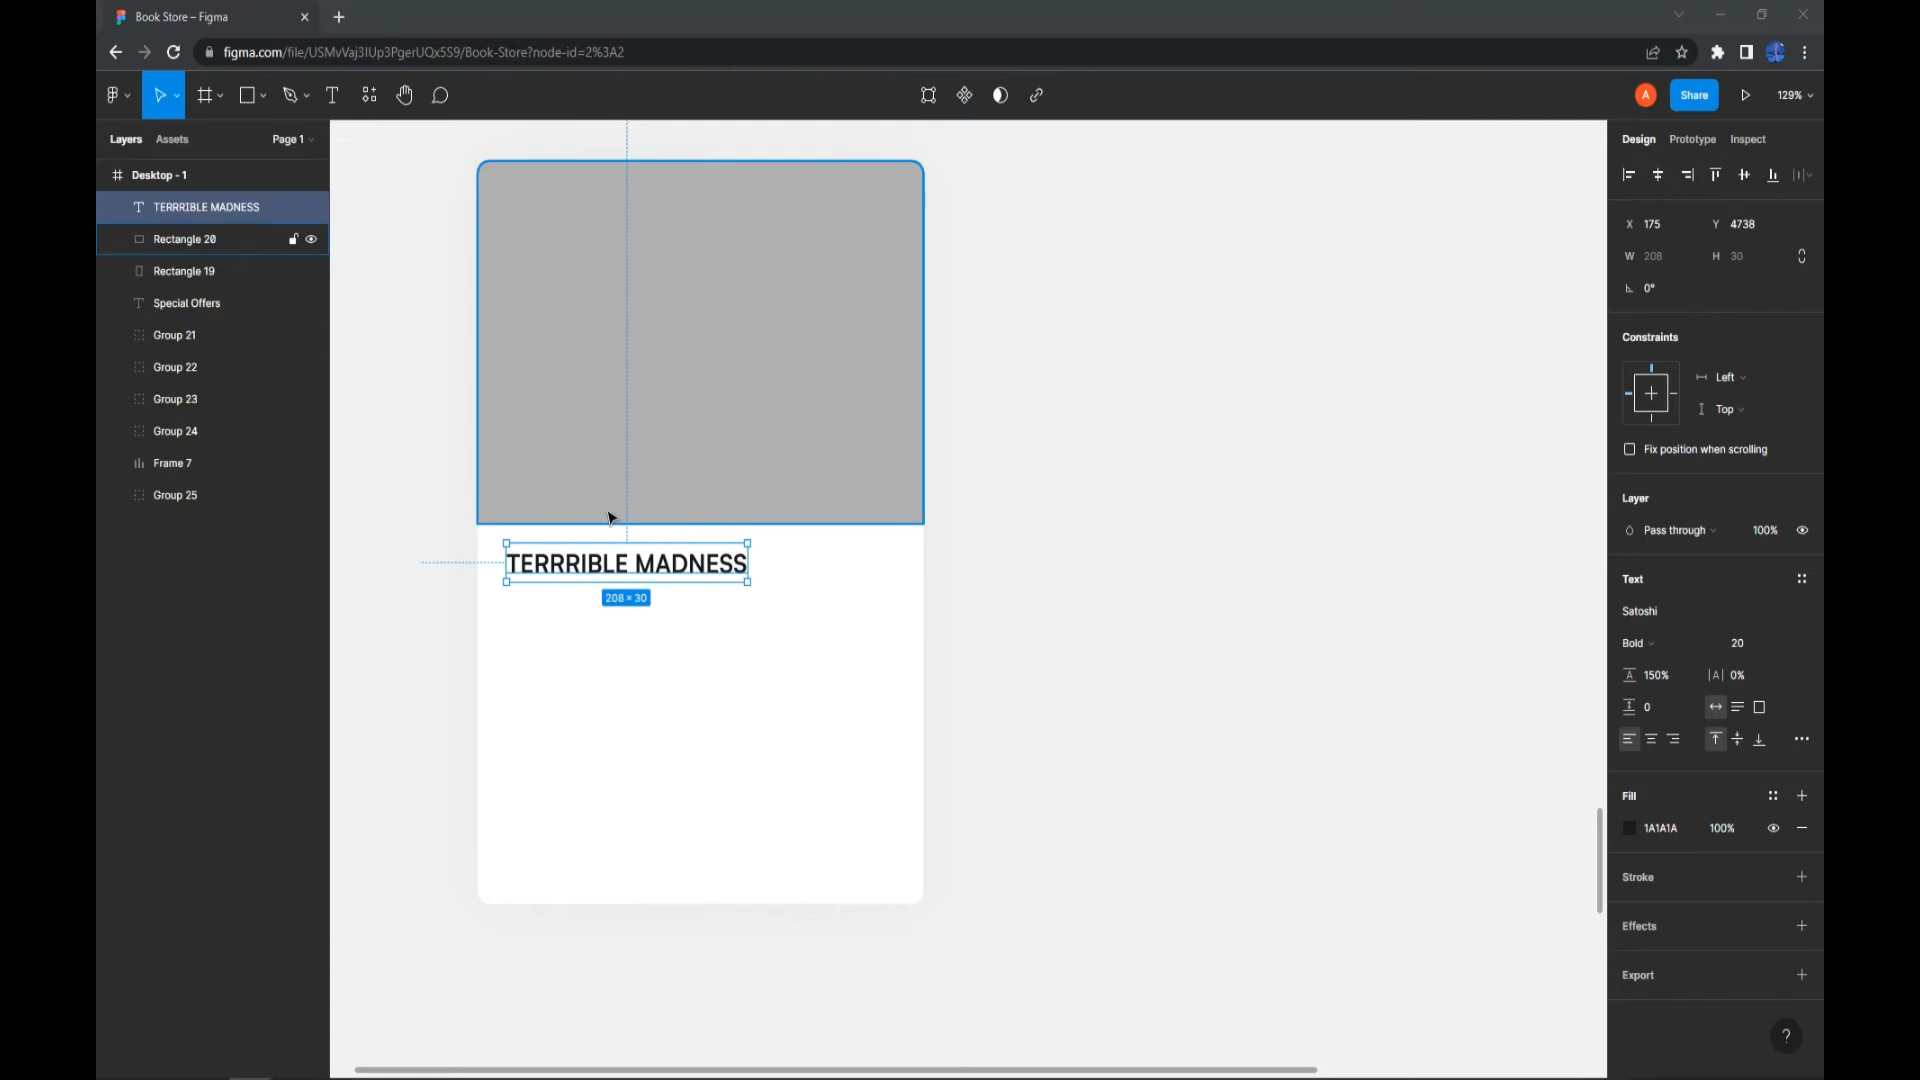 Book Store – Figma
figma.com/file/USMvVaj3IUp3PgerUQx5S9/Book-Store?node-id=2%3A2
A
Share
129%
Layers
Assets
Page 1
Design
Prototype
Inspect
Desktop - 1
TERRRIBLE MADNESS
Rectangle 20
Rectangle 19
Special Offers
Group 21
Group 22
Group 23
Group 24
Frame 7
Group 25
TERRRIBLE MADNESS
208 × 30
X 175
Y 4738
W 208
H 30
0°
Constraints
Left
Top
Fix position when scrolling
Layer
Pass through
100%
Text
Satoshi
Bold
20
A 150%
|A| 0%
0
Fill
1A1A1A
100%
Stroke
Effects
Export
?